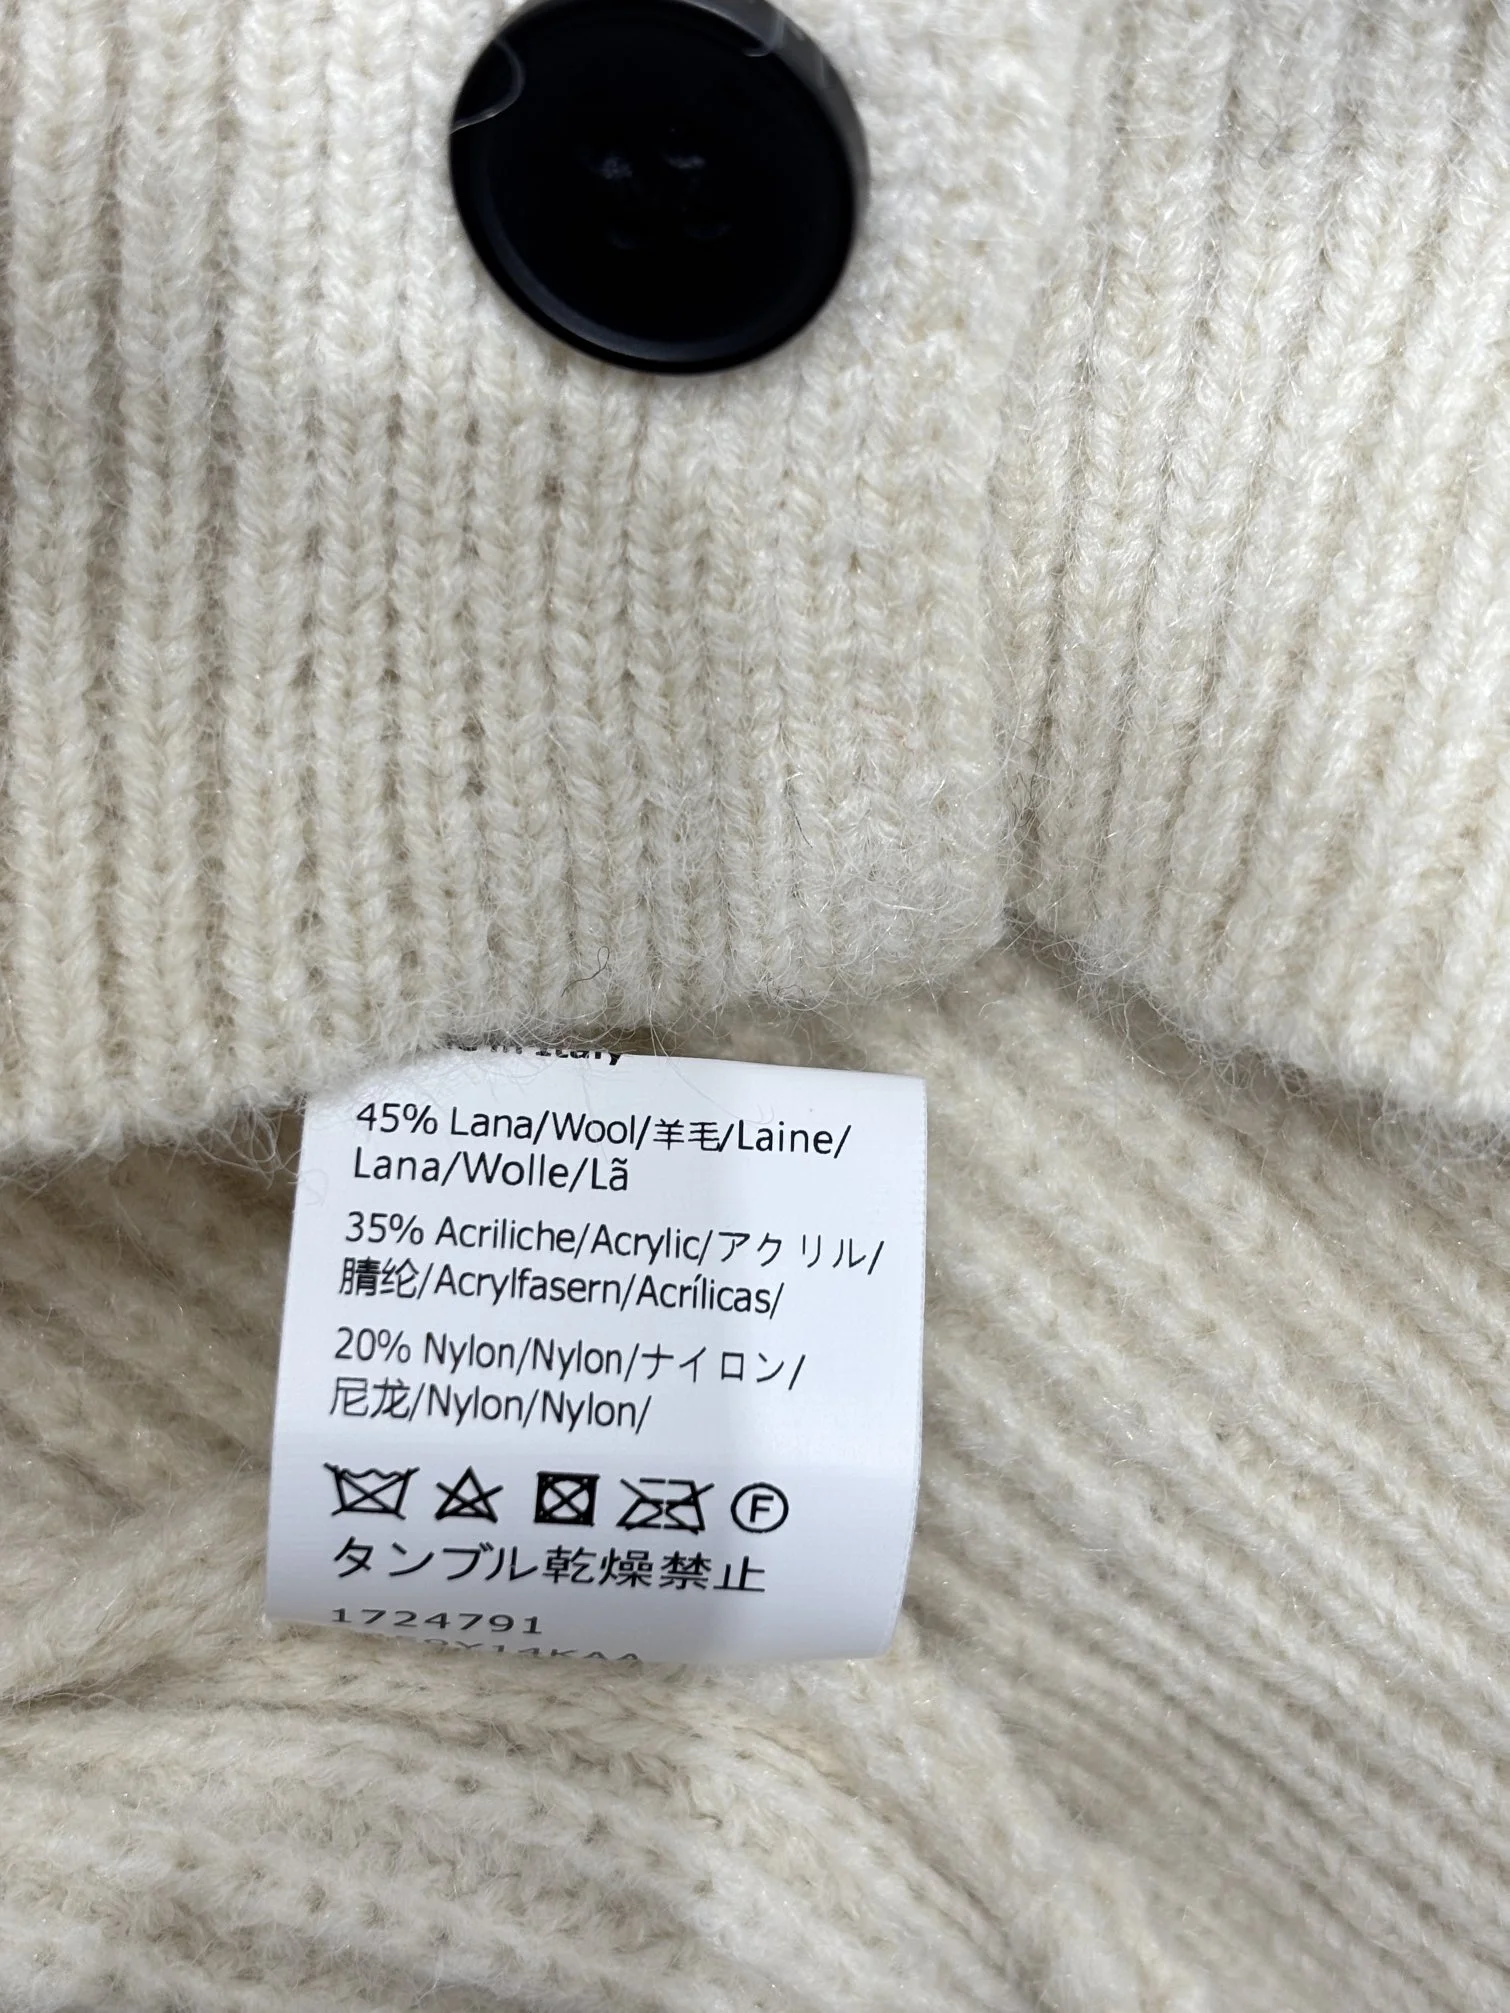 in Italy
45% Lana/Wool/羊毛/Laine/
Lana/Wolle/Lã
35% Acriliche/Acrylic/アクリル/
腈纶/Acrylfasern/Acrílicas/
20% Nylon/Nylon/ナイロン/
尼龙/Nylon/Nylon/
F
タンブル乾燥禁止
1724791